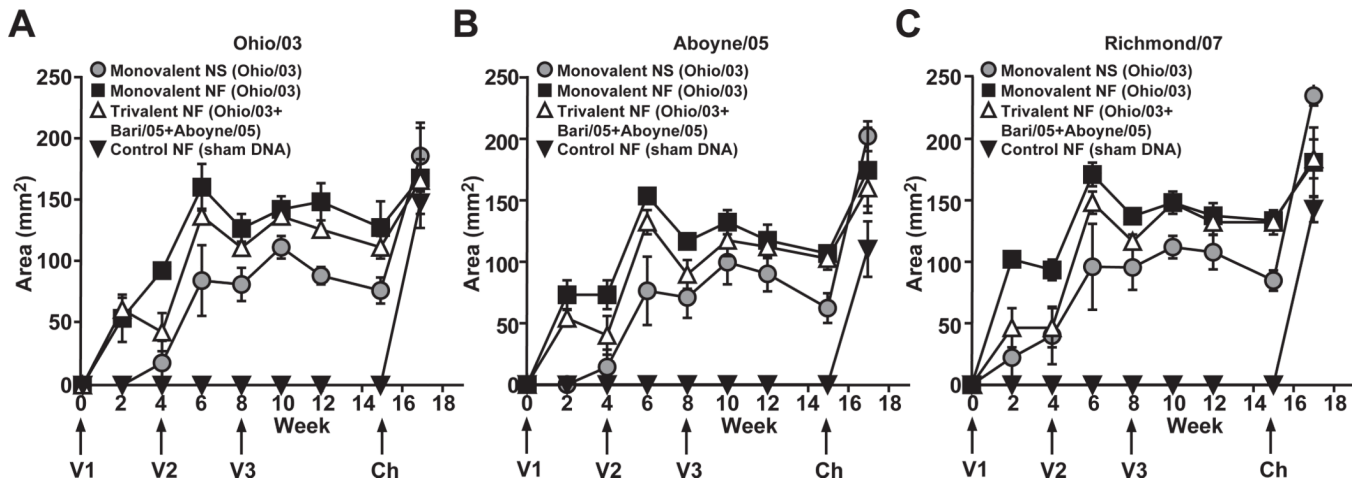 A
Ohio/03
Monovalent NS (Ohio/03)
Monovalent NF (Ohio/03)
Trivalent NF (Ohio/03+
Bari/05+Aboyne/05)
Control NF (sham DNA)
Area (mm²)
250
200
150
100
50
0
0 2 4 6 8 10 12 14 16 18
Week
V1 V2 V3 Ch
B
Aboyne/05
Monovalent NS (Ohio/03)
Monovalent NF (Ohio/03)
Trivalent NF (Ohio/03+
Bari/05+Aboyne/05)
Control NF (sham DNA)
Area (mm²)
250
200
150
100
50
0
0 2 4 6 8 10 12 14 16 18
Week
V1 V2 V3 Ch
C
Richmond/07
Monovalent NS (Ohio/03)
Monovalent NF (Ohio/03)
Trivalent NF (Ohio/03+
Bari/05+Aboyne/05)
Control NF (sham DNA)
Area (mm²)
250
200
150
100
50
0
0 2 4 6 8 10 12 14 16 18
Week
V1 V2 V3 Ch